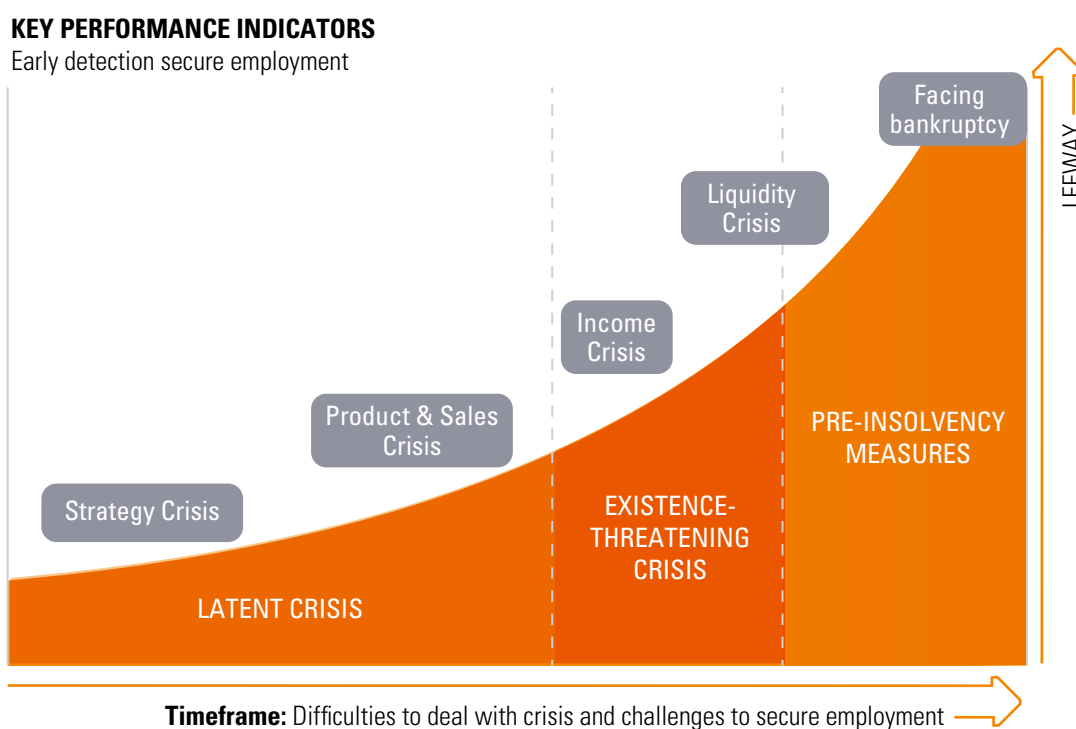 KEY PERFORMANCE INDICATORS
Early detection secure employment
Facing
bankruptcy
LEEWAY
Liquidity
Crisis
Income
Crisis
Product & Sales
Crisis
Strategy Crisis
PRE-INSOLVENCY
MEASURES
EXISTENCE-
THREATENING
CRISIS
LATENT CRISIS
Timeframe: Difficulties to deal with crisis and challenges to secure employment